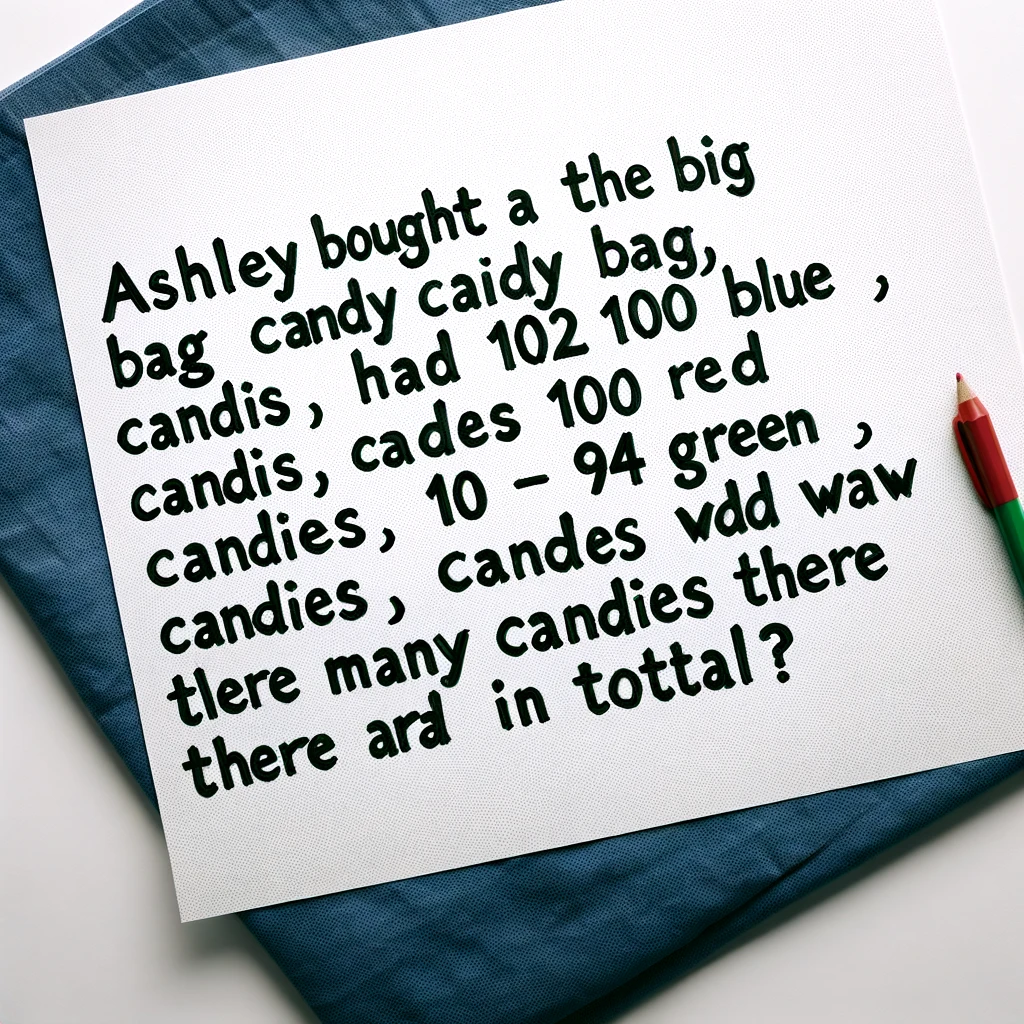 Ashley bought a the big
bag candy caidy bag,
candis, had 102 100 blue ,
candis, cades 100 red
candies, 10 – 94 green ,
candies, candes vdd waw
tlere many candies there
there ard in tottal?